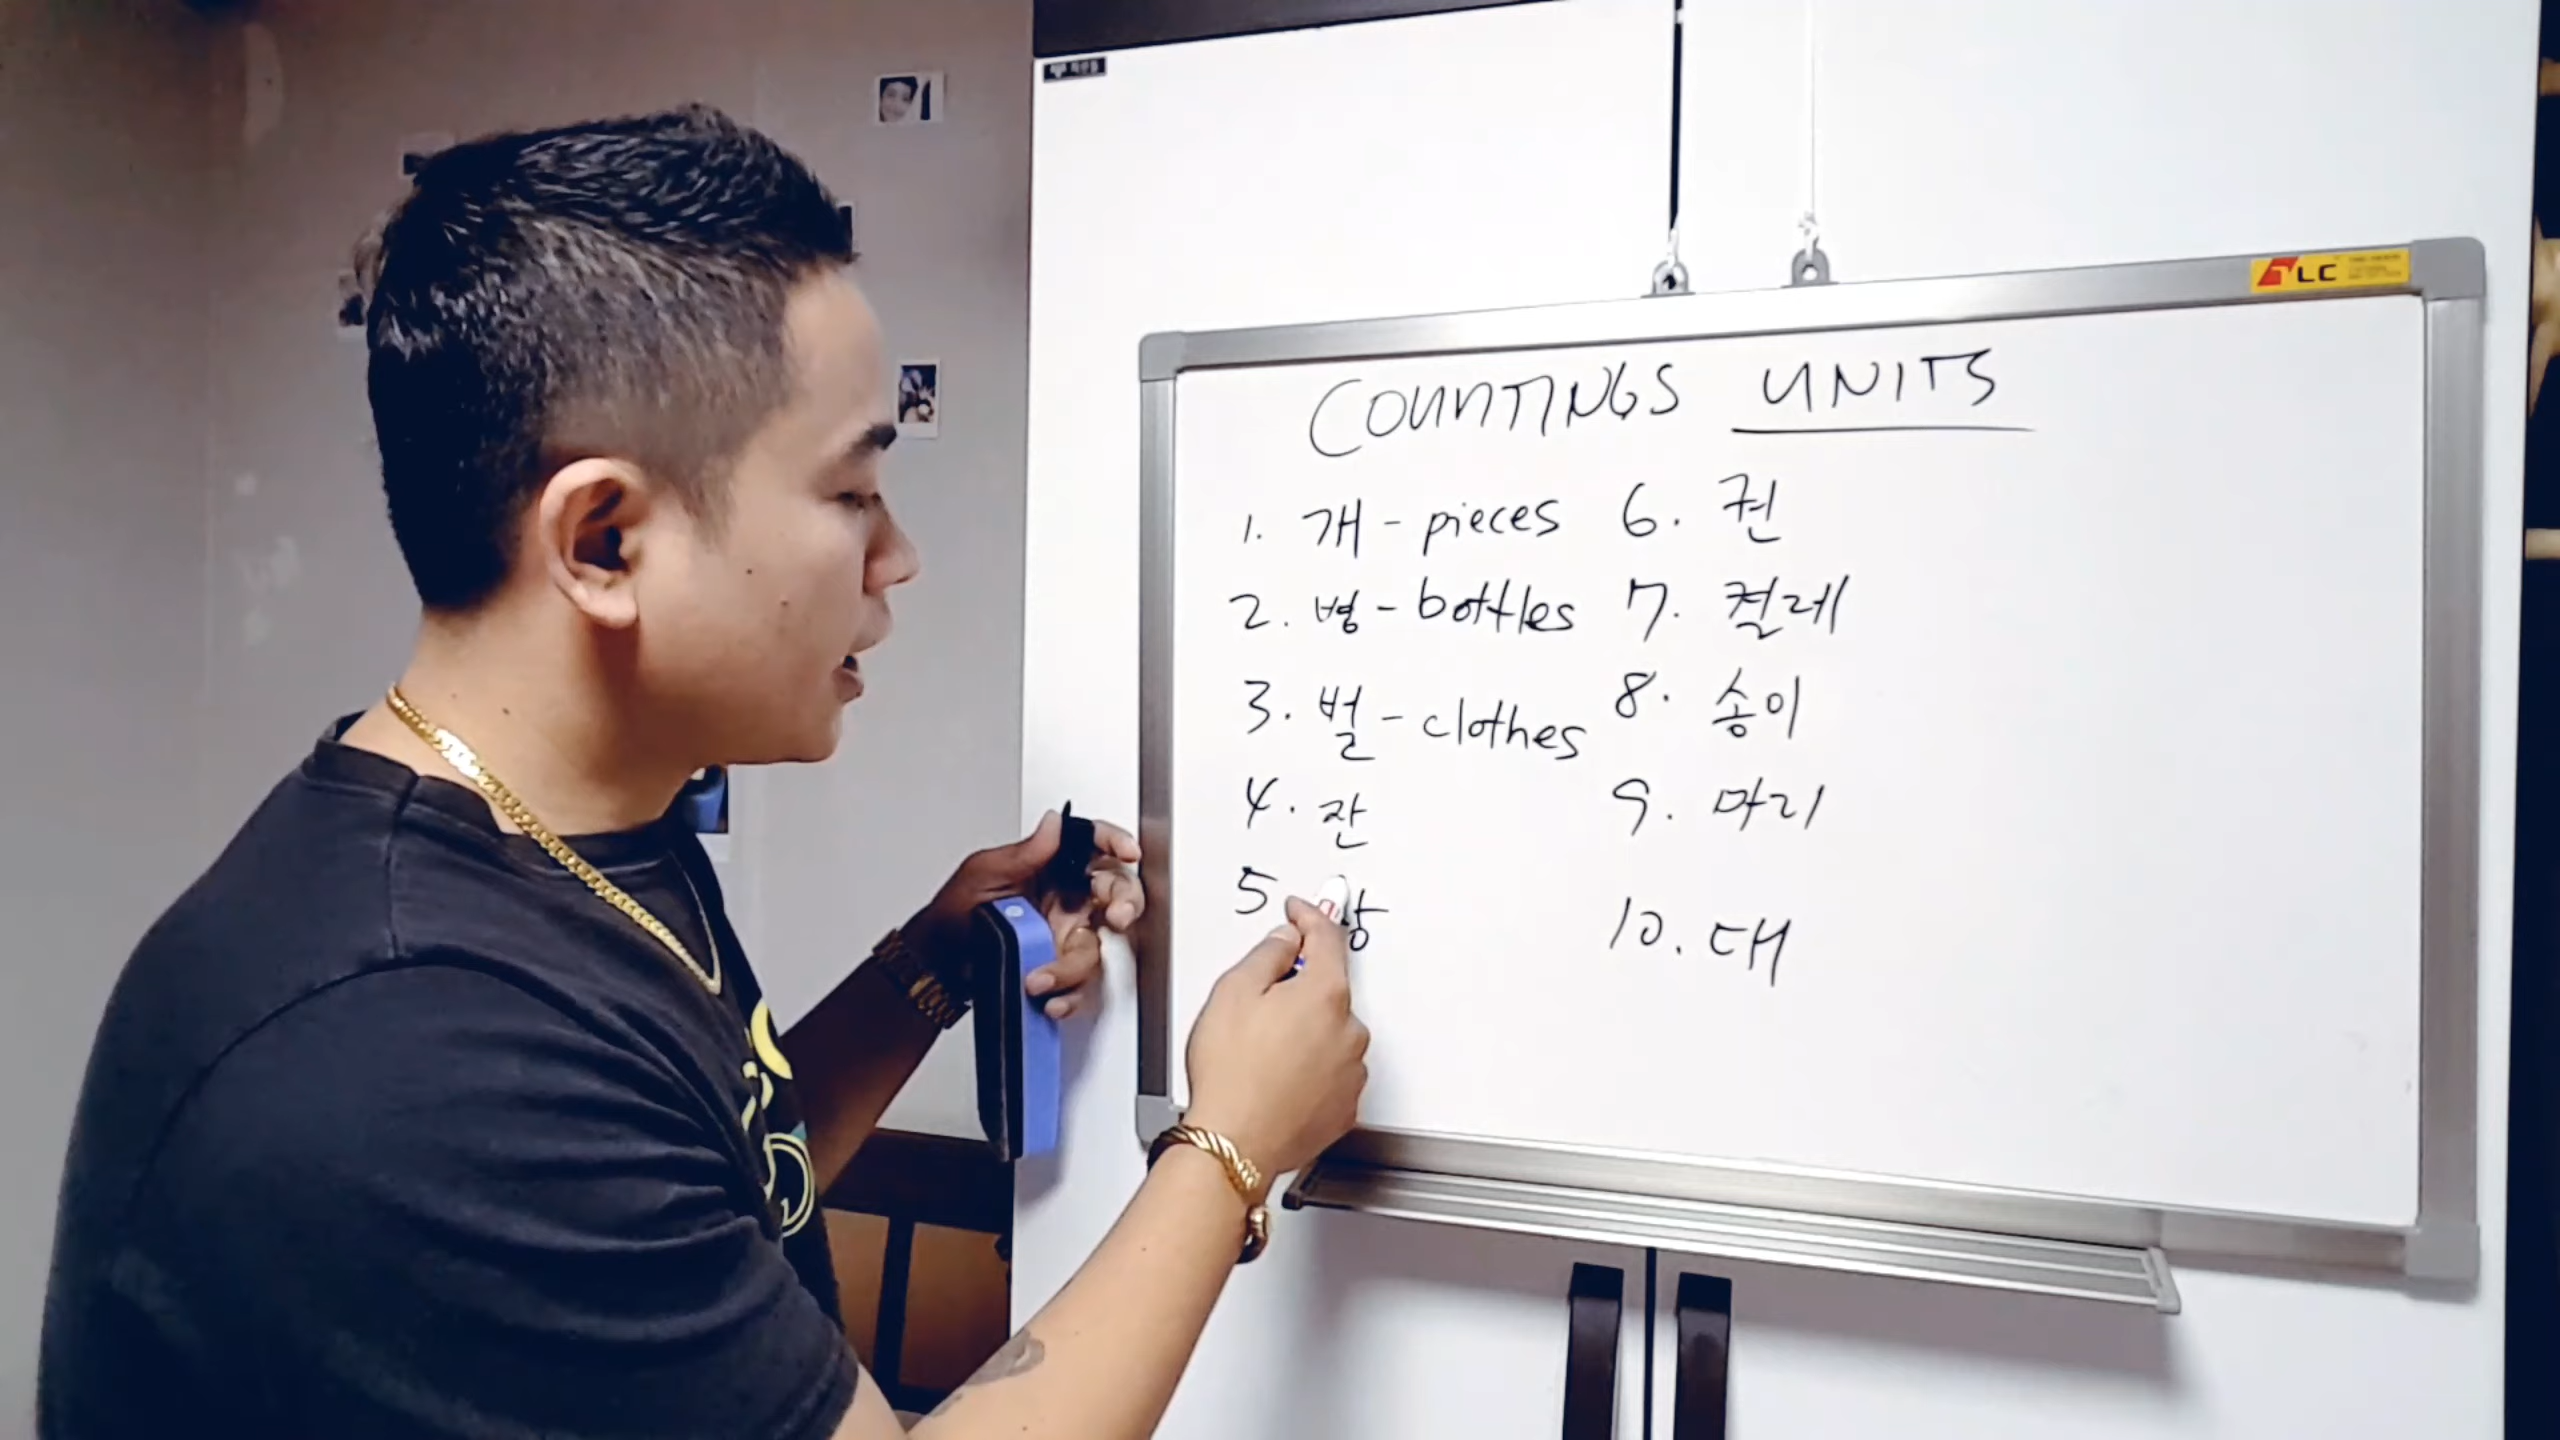 TLC
COUNTINGS UNITS
1. 개 - pieces
2. 병 - bottles
3. 벌 - clothes
4. 잔
5
6. 권
7. 켤레
8. 송이
9. 마리
10. 대